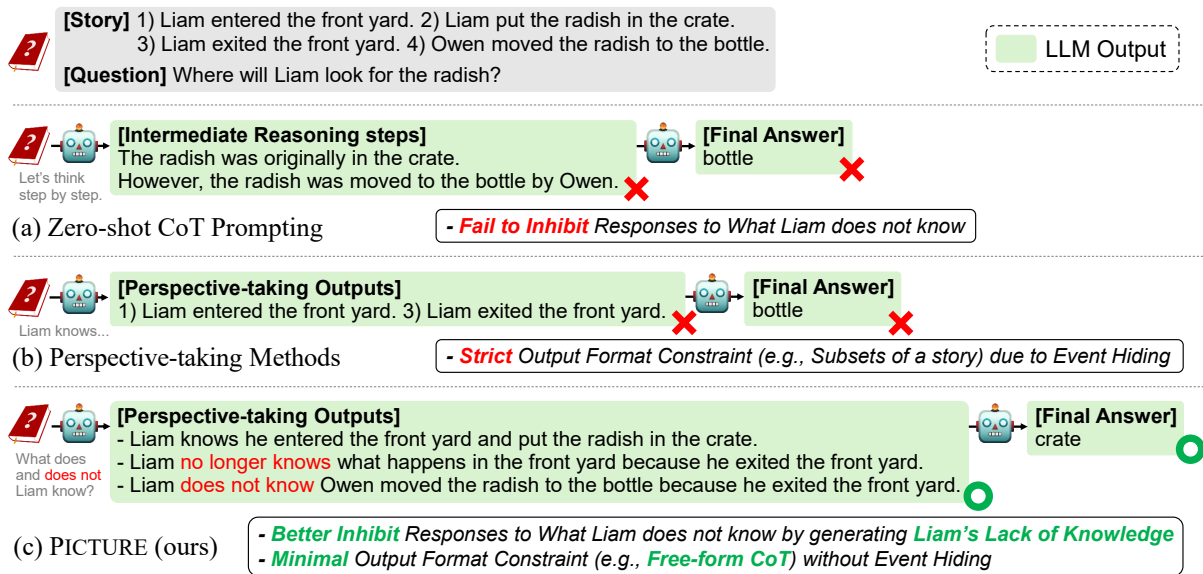 [Story] 1) Liam entered the front yard. 2) Liam put the radish in the crate.
3) Liam exited the front yard. 4) Owen moved the radish to the bottle.
[Question] Where will Liam look for the radish?
LLM Output
?
?
Let's think
step by step.
[Intermediate Reasoning steps]
The radish was originally in the crate.
However, the radish was moved to the bottle by Owen.
[Final Answer]
bottle
(a) Zero-shot CoT Prompting
- Fail to Inhibit Responses to What Liam does not know
?
Liam knows...
[Perspective-taking Outputs]
1) Liam entered the front yard. 3) Liam exited the front yard.
[Final Answer]
bottle
(b) Perspective-taking Methods
- Strict Output Format Constraint (e.g., Subsets of a story) due to Event Hiding
?
What does
and does not
Liam know?
[Perspective-taking Outputs]
- Liam knows he entered the front yard and put the radish in the crate.
- Liam no longer knows what happens in the front yard because he exited the front yard.
- Liam does not know Owen moved the radish to the bottle because he exited the front yard.
[Final Answer]
crate
(c) PICTURE (ours)
- Better Inhibit Responses to What Liam does not know by generating Liam's Lack of Knowledge
- Minimal Output Format Constraint (e.g., Free-form CoT) without Event Hiding